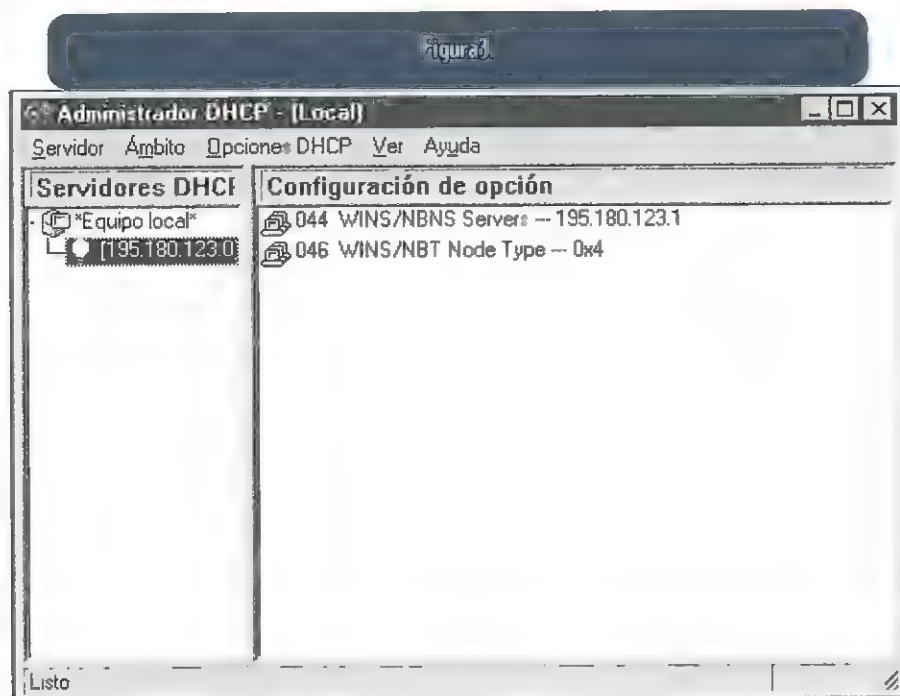 Figura3.
Administrador DHCP - (Local)
Servidor Ámbito Opciones DHCP Ver Ayuda
Servidores DHCP
Configuración de opción
*Equipo local*
[195.180.123.0]
044 WINS/NBNS Servers -- 195.180.123.1
046 WINS/NBT Node Type -- 0x4
Listo